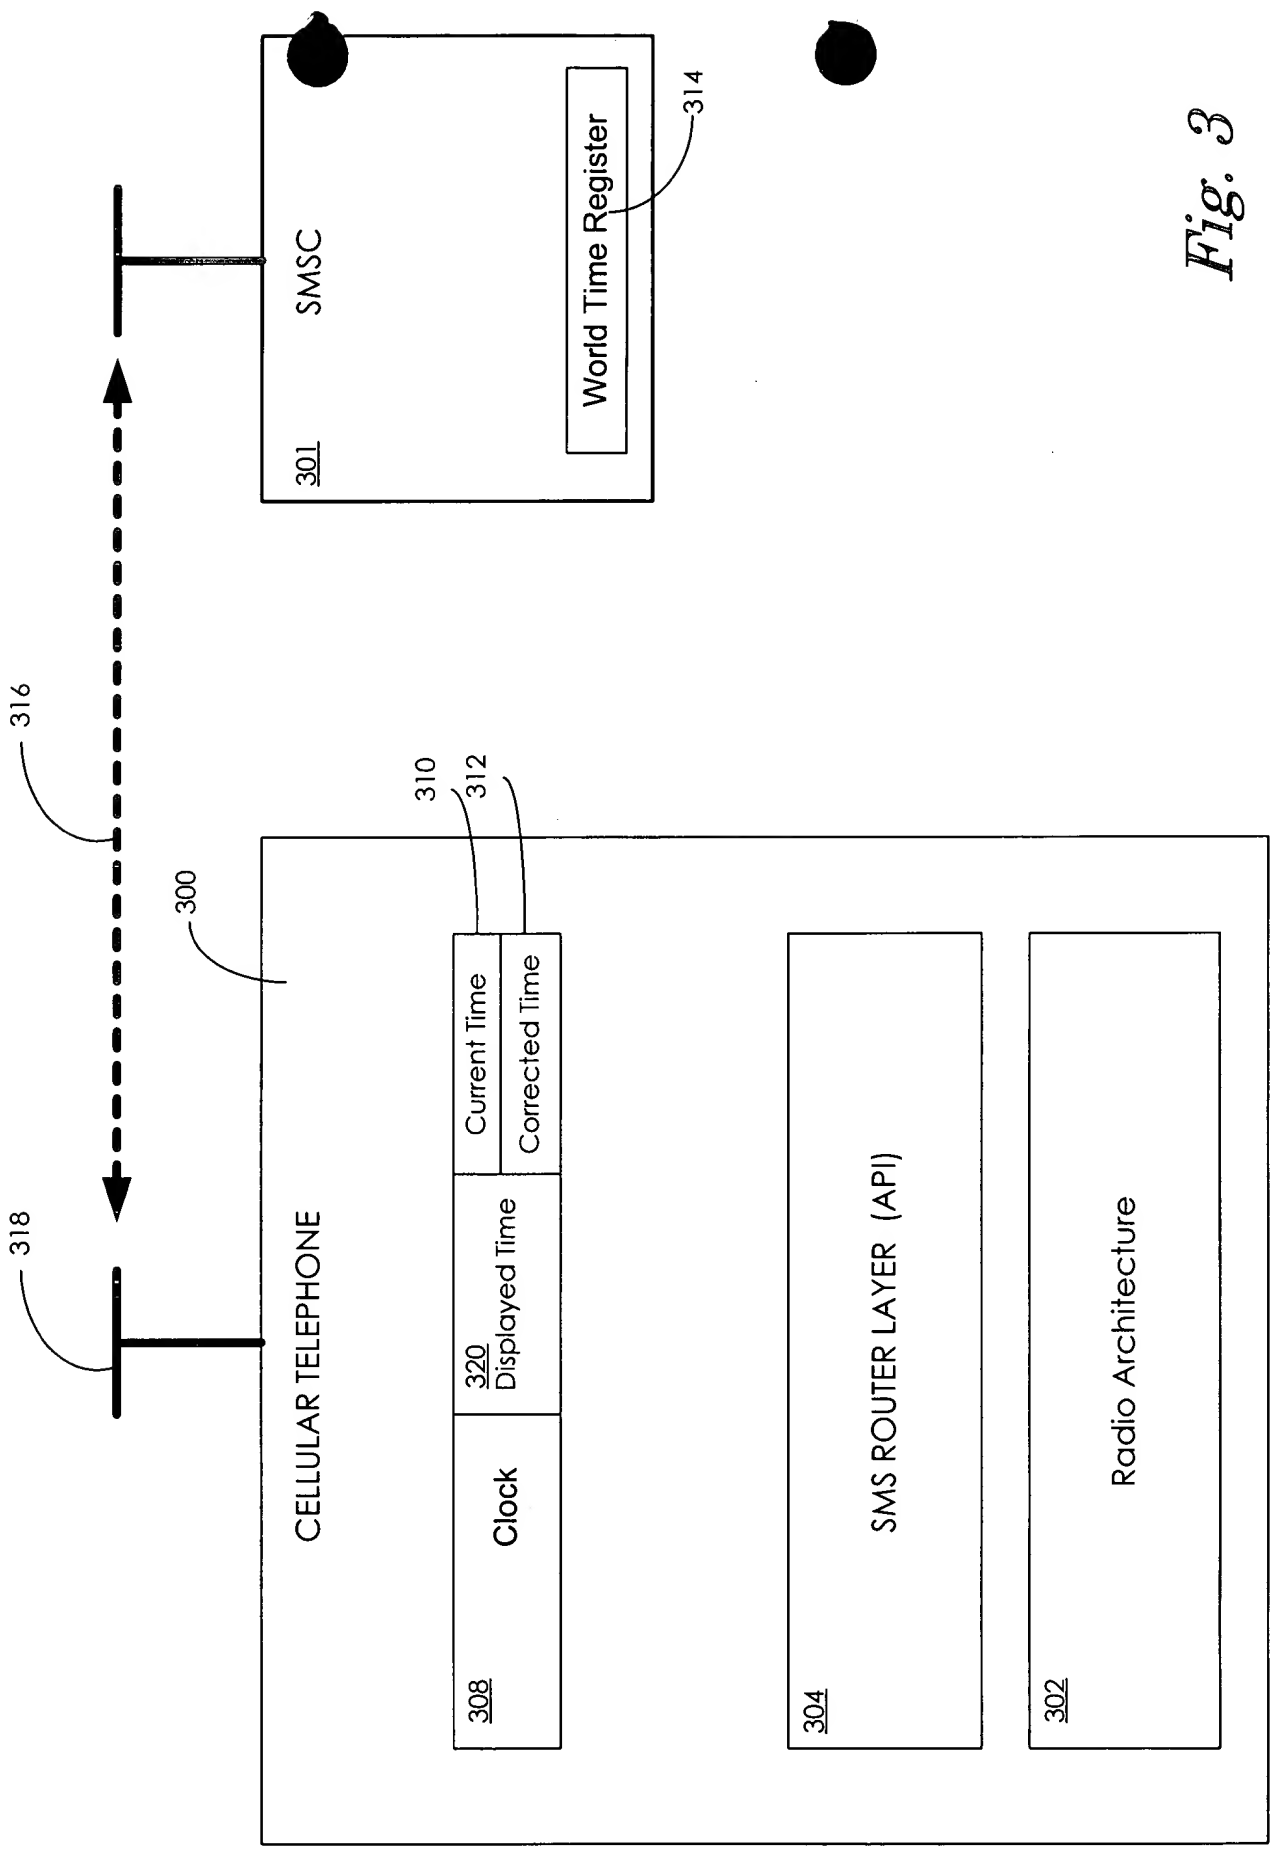 316
318
300
CELLULAR TELEPHONE
310
312
308
Clock
320
Displayed Time
Current Time
Corrected Time
304
SMS ROUTER LAYER (API)
302
Radio Architecture
301
SMSC
World Time Register
314
Fig. 3